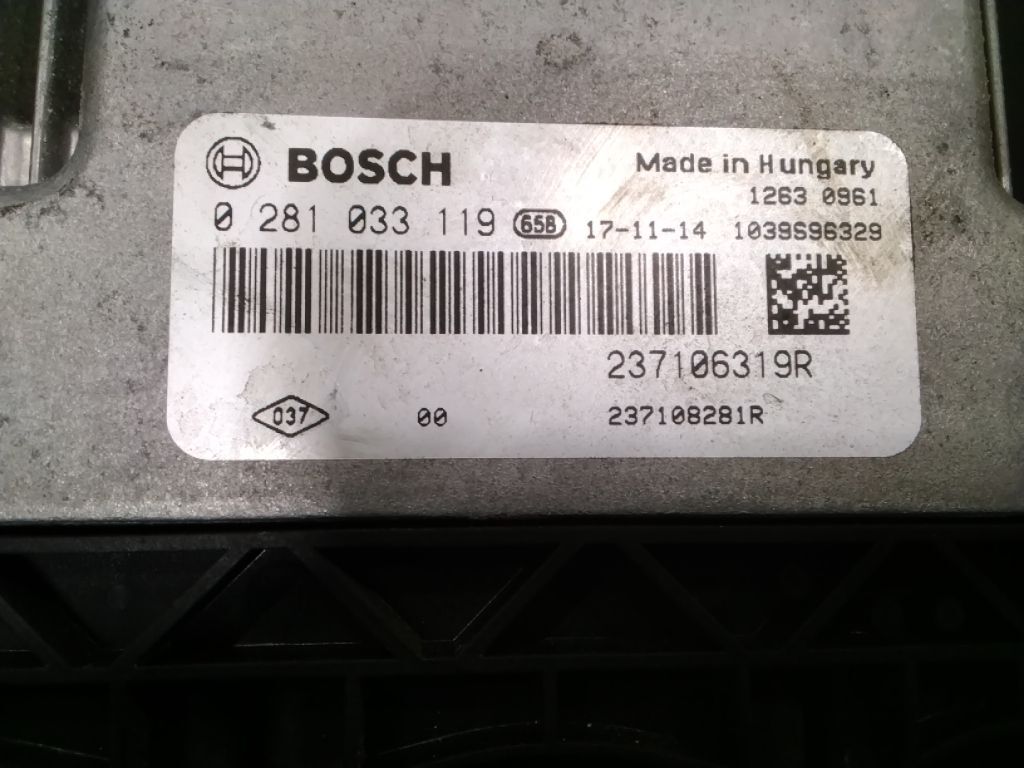 BOSCH Made in Hungary
1263 0961
0 281 033 119 65B 17-11-14 1039S96329
237106319R
037 00 237108281R